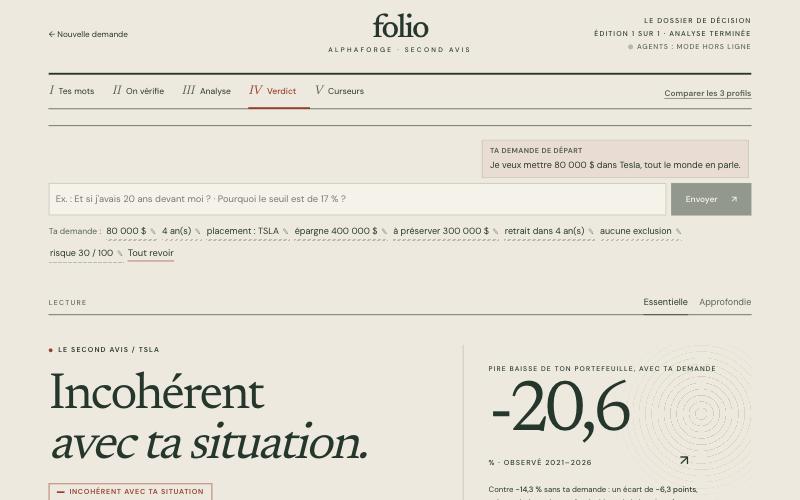 ← Nouvelle demande
folio
ALPHAFORGE · SECOND AVIS
LE DOSSIER DE DÉCISION
ÉDITION 1 SUR 1 · ANALYSE TERMINÉE
AGENTS : MODE HORS LIGNE
I Tes mots II On vérifie III Analyse IV Verdict V Curseurs
Comparer les 3 profils
TA DEMANDE DE DÉPART
Je veux mettre 80 000 $ dans Tesla, tout le monde en parle.
Ex. : Et si j'avais 20 ans devant moi ? · Pourquoi le seuil est de 17 % ?
Envoyer ↗
Ta demande : 80 000 $ ✎ 4 an(s) ✎ placement : TSLA ✎ épargne 400 000 $ ✎ à préserver 300 000 $ ✎ retrait dans 4 an(s) ✎ aucune exclusion ✎
risque 30 / 100 ✎ Tout revoir
LECTURE
Essentielle Approfondie
LE SECOND AVIS / TSLA
Incohérent
avec ta situation.
INCOHÉRENT AVEC TA SITUATION
PIRE BAISSE DE TON PORTEFEUILLE, AVEC TA DEMANDE
-20,6
% · OBSERVÉ 2021–2026
↗
Contre −14,3 % sans ta demande : un écart de −6,3 points,